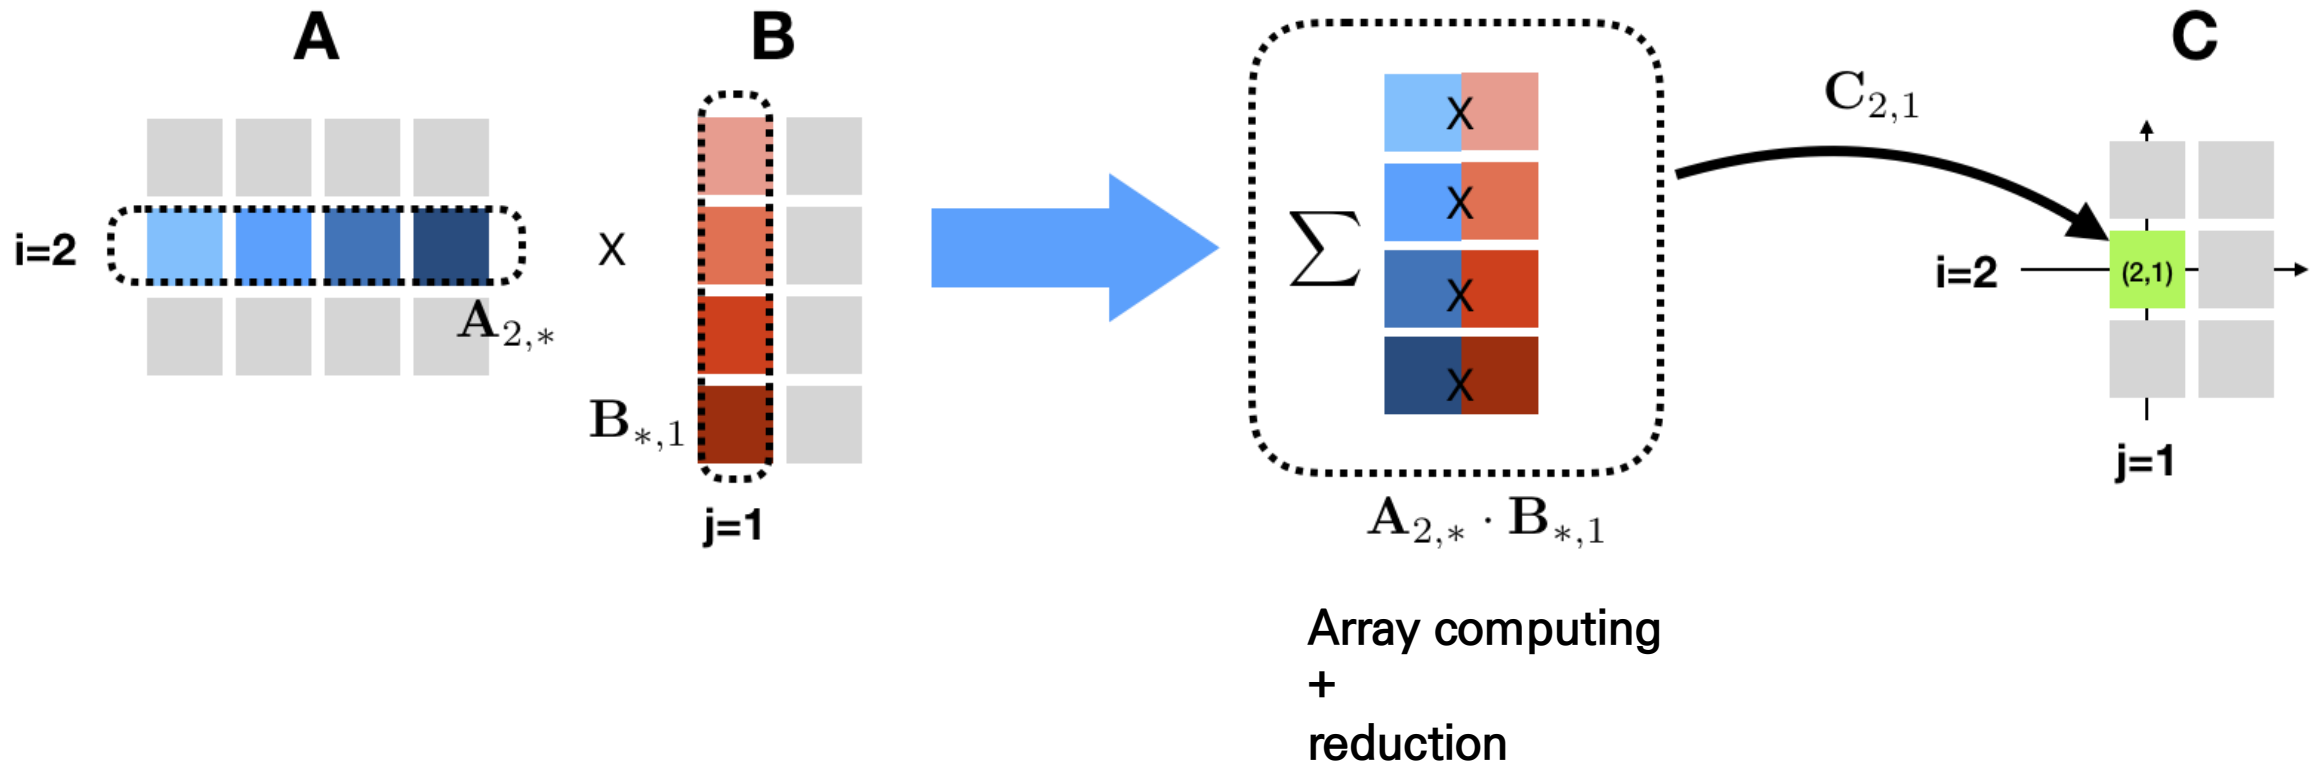 A
B
C
i=2
A2,*
X
B*,1
j=1
∑
X
X
X
X
A2,* · B*,1
C2,1
i=2
(2,1)
j=1
Array computing
+
reduction